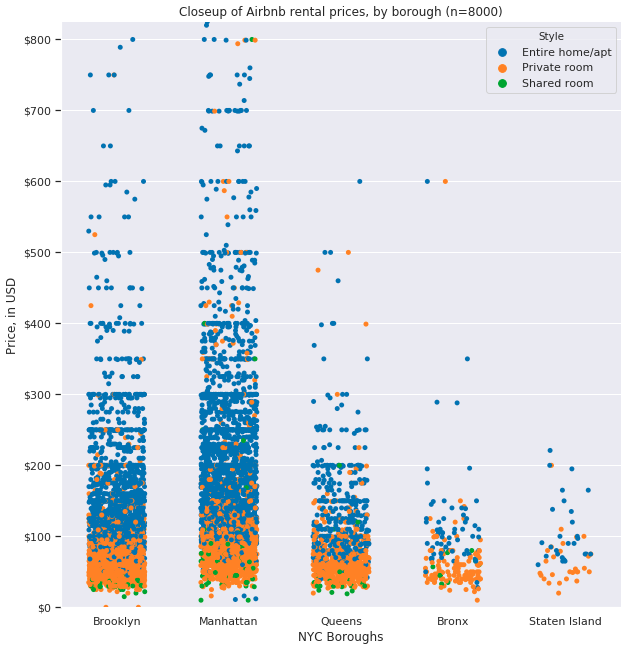 Closeup of Airbnb rental prices, by borough (n=8000)
Style
Entire home/apt
Private room
Shared room
$800
$700
$600
$500
$400
$300
$200
$100
$0
Price, in USD
Brooklyn Manhattan Queens Bronx Staten Island
NYC Boroughs